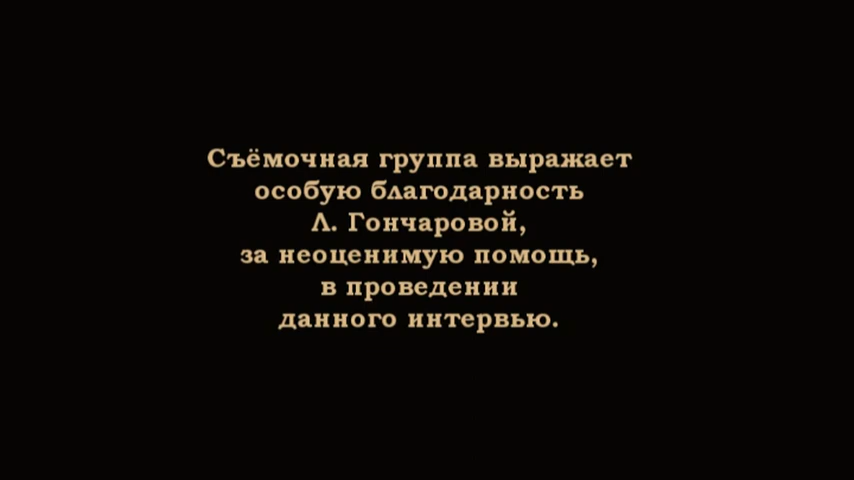 Съёмочная группа выражает
особую благодарность
Л. Гончаровой,
за неоценимую помощь,
в проведении
данного интервью.